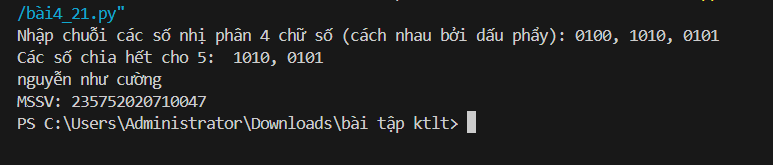 /bài4_21.py"
Nhập chuỗi các số nhị phân 4 chữ số (cách nhau bởi dấu phẩy): 0100, 1010, 0101
Các số chia hết cho 5:  1010, 0101
nguyễn như cường
MSSV: 235752020710047
PS C:\Users\Administrator\Downloads\bài tập ktlt>